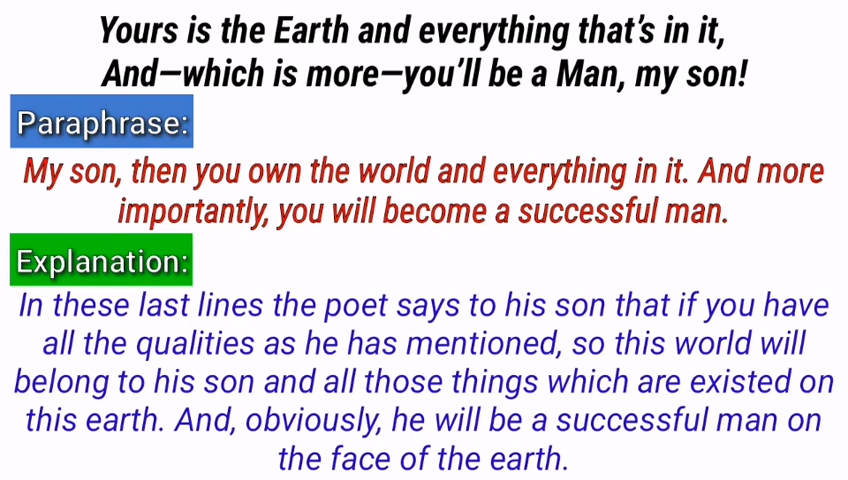 Yours is the Earth and everything that's in it,
And—which is more—you'll be a Man, my son!
Paraphrase:
My son, then you own the world and everything in it. And more
importantly, you will become a successful man.
Explanation:
In these last lines the poet says to his son that if you have
all the qualities as he has mentioned, so this world will
belong to his son and all those things which are existed on
this earth. And, obviously, he will be a successful man on
the face of the earth.